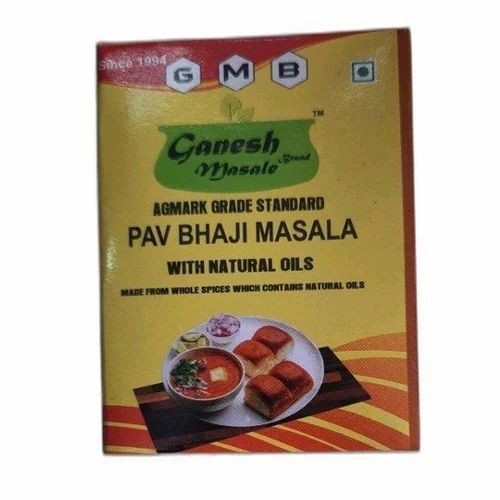 Since 1994
GMB
Ganesh
Masale Brand
TM
AGMARK GRADE STANDARD
PAV BHAJI MASALA
WITH NATURAL OILS
MADE FROM WHOLE SPICES WHICH CONTAINS NATURAL OILS